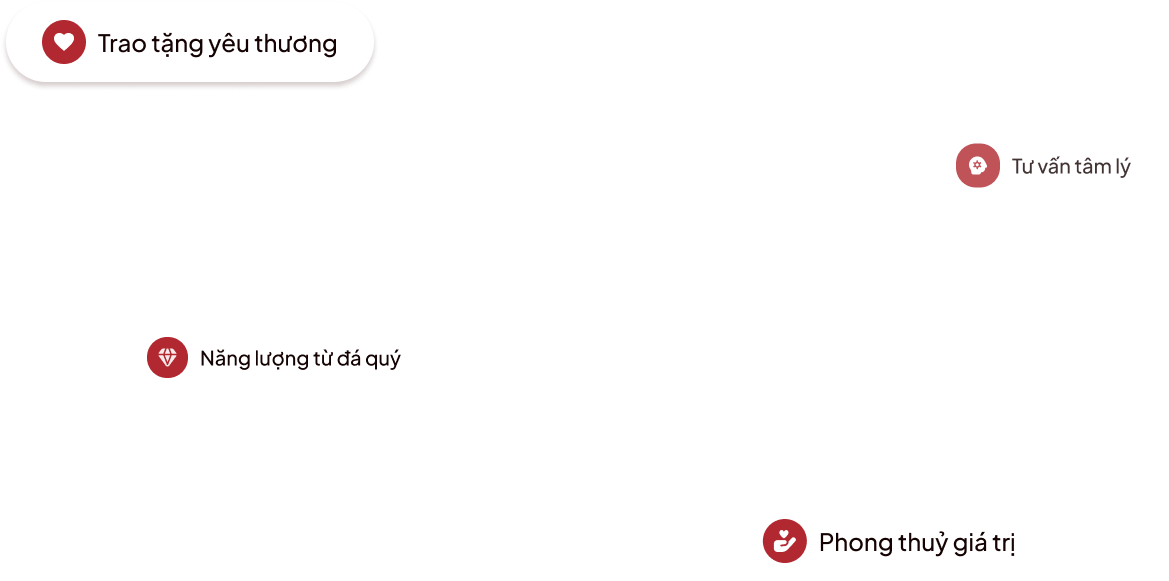 Trao tặng yêu thương
Tư vấn tâm lý
Năng lượng từ đá quý
Phong thuỷ giá trị